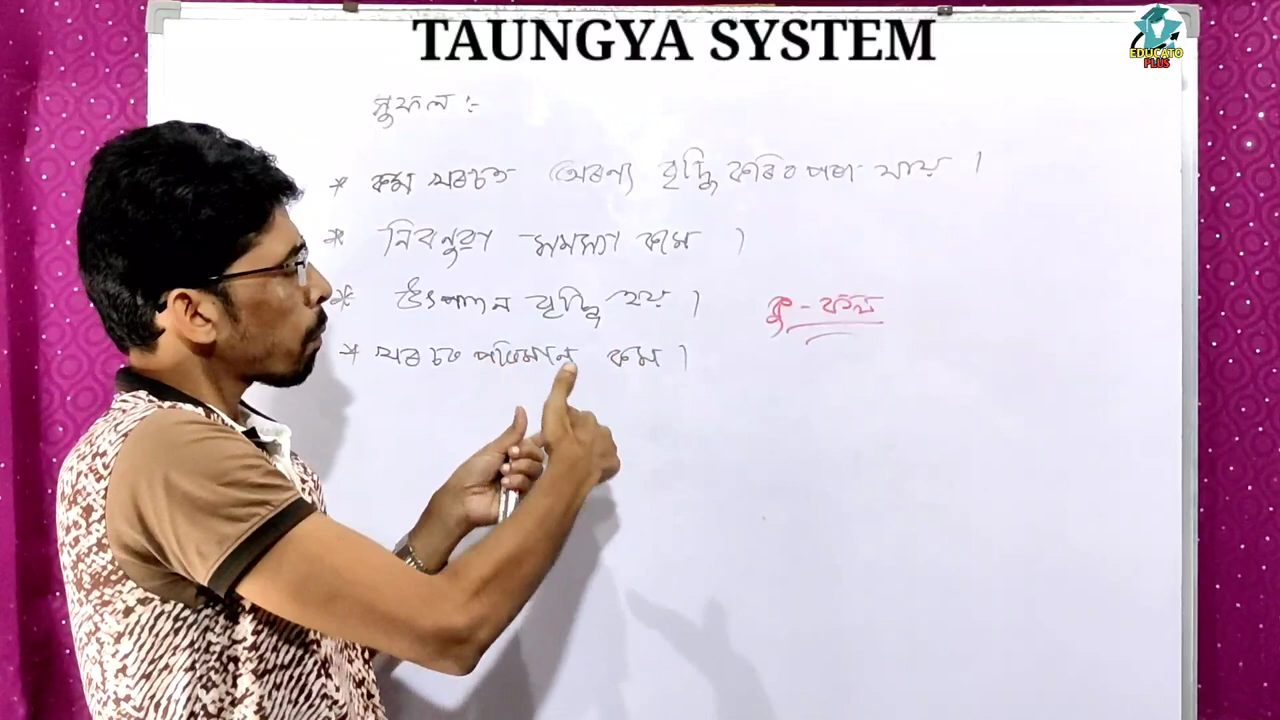 TAUNGYA SYSTEM
EDUCATO
PLUS
সুফল :-
* কম খৰচত অৰণ্য বৃদ্ধি কৰিব পৰা যায় ।
* নিবনুৱা সমস্যা কমে ।
* উৎপাদন বৃদ্ধি হয় ।
কু - ফল
* খৰচৰ পৰিমান কম ।